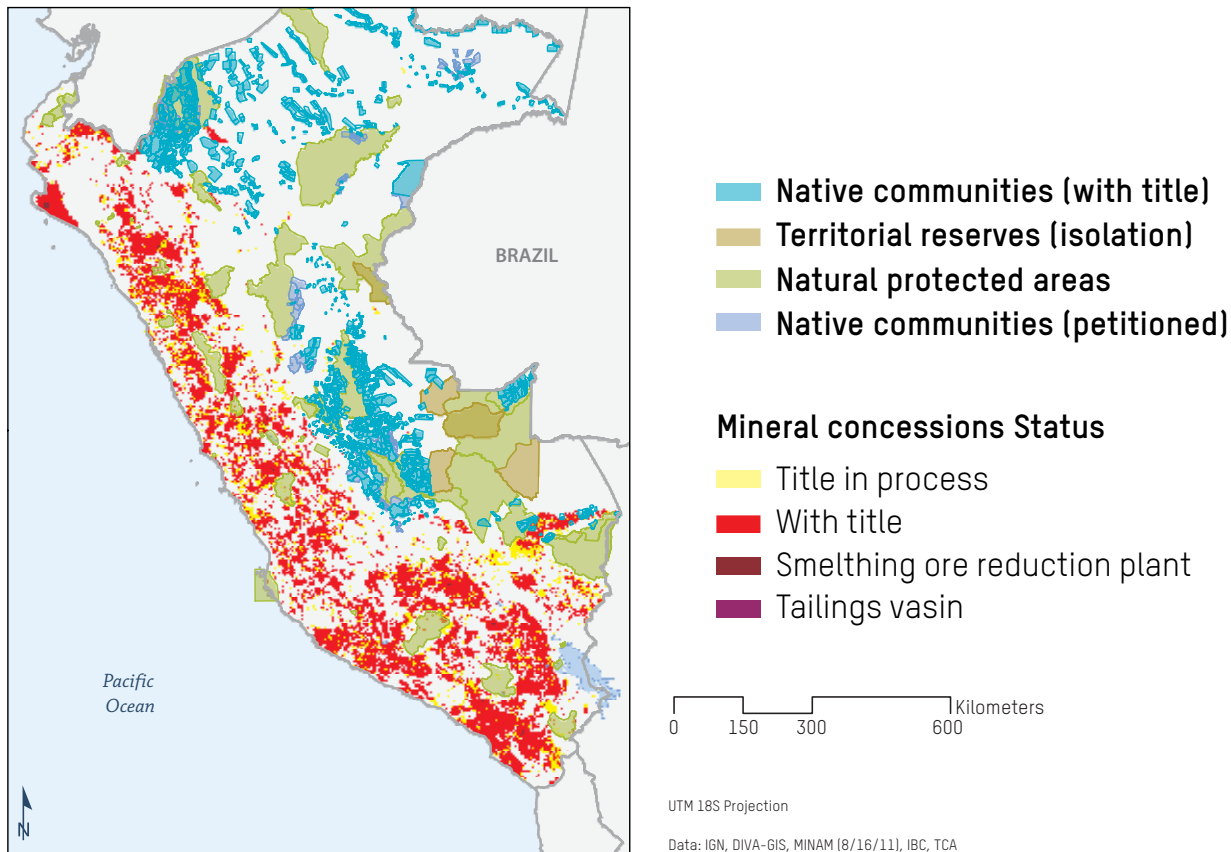 BRAZIL
Pacific
Ocean
N
Native communities (with title)
Territorial reserves (isolation)
Natural protected areas
Native communities (petitioned)
Mineral concessions Status
Title in process
With title
Smelthing ore reduction plant
Tailings vasin
Kilometers
0 150 300 600
UTM 18S Projection
Data: IGN, DIVA-GIS, MINAM (8/16/11), IBC, TCA